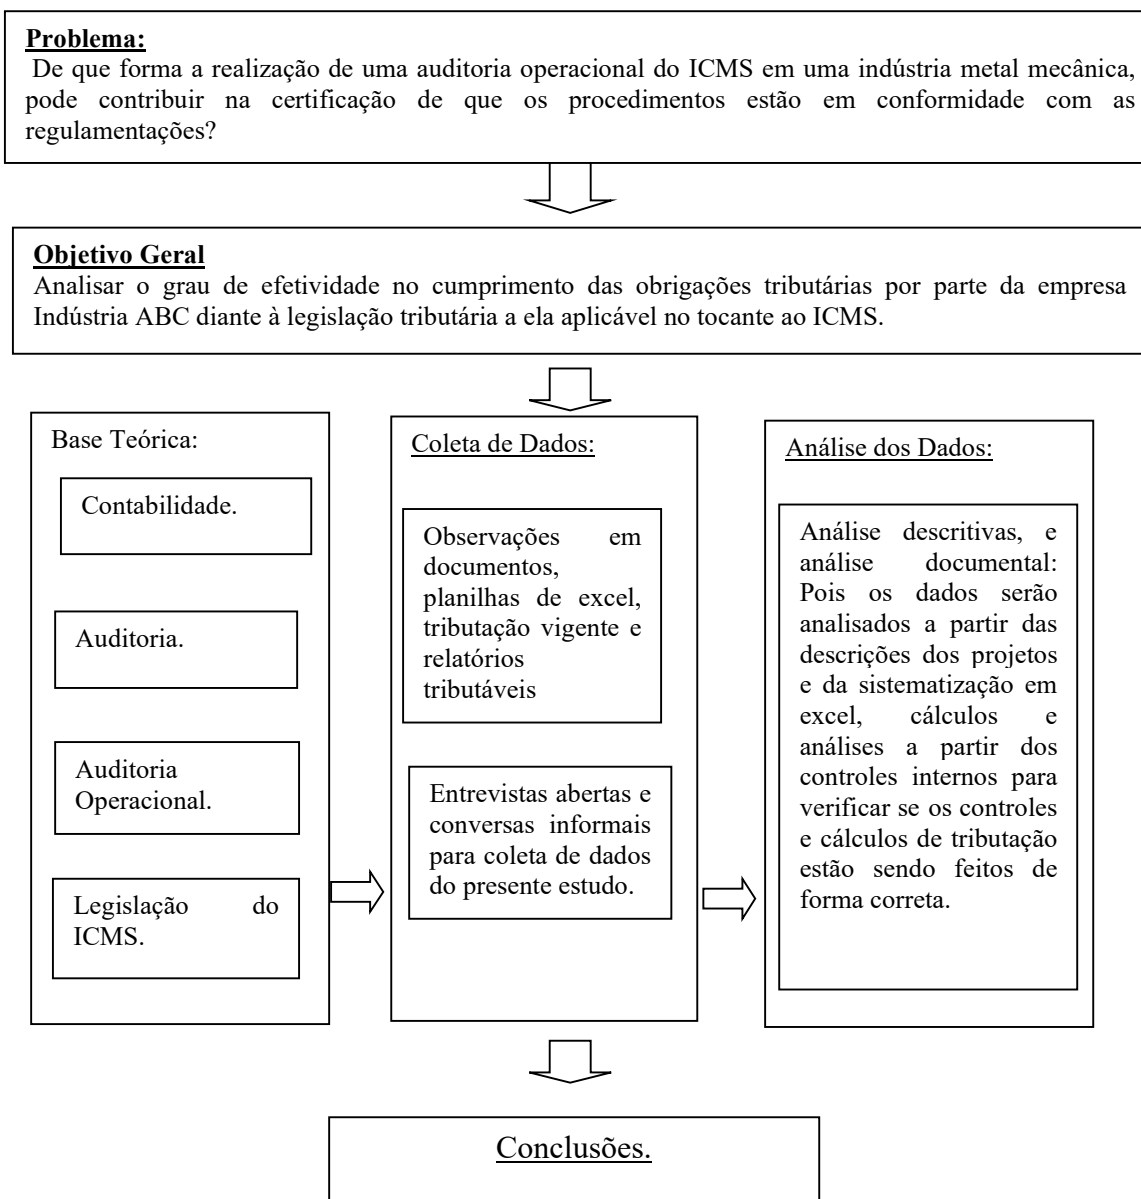 Problema:
De que forma a realização de uma auditoria operacional do ICMS em uma indústria metal mecânica,
pode contribuir na certificação de que os procedimentos estão em conformidade com as
regulamentações?
Objetivo Geral
Analisar o grau de efetividade no cumprimento das obrigações tributárias por parte da empresa
Indústria ABC diante à legislação tributária a ela aplicável no tocante ao ICMS.
Base Teórica:
Contabilidade.
Auditoria.
Auditoria
Operacional.
Legislação do
ICMS.
Coleta de Dados:
Observações em
documentos,
planilhas de excel,
tributação vigente e
relatórios
tributáveis
Entrevistas abertas e
conversas informais
para coleta de dados
do presente estudo.
Análise dos Dados:
Análise descritivas, e
análise documental:
Pois os dados serão
analisados a partir das
descrições dos projetos
e da sistematização em
excel, cálculos e
análises a partir dos
controles internos para
verificar se os controles
e cálculos de tributação
estão sendo feitos de
forma correta.
Conclusões.